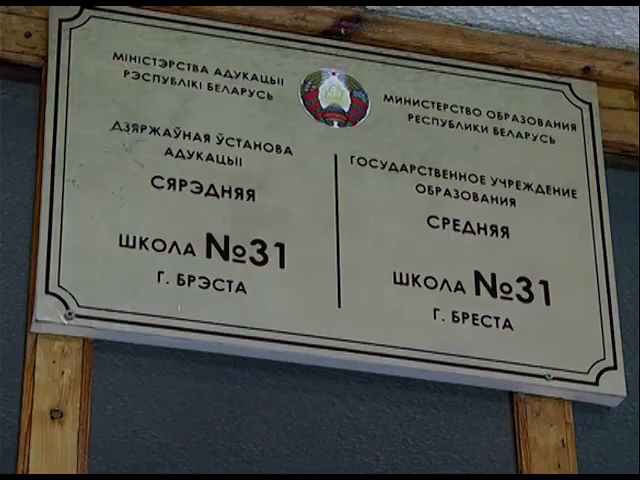 МІНІСТЭРСТВА АДУКАЦЫІ
РЭСПУБЛІКІ БЕЛАРУСЬ
ДЗЯРЖАЎНАЯ ЎСТАНОВА
АДУКАЦЫІ
СЯРЭДНЯЯ
ШКОЛА №31
Г. БРЭСТА
МИНИСТЕРСТВО ОБРАЗОВАНИЯ
РЕСПУБЛИКИ БЕЛАРУСЬ
ГОСУДАРСТВЕННОЕ УЧРЕЖДЕНИЕ
ОБРАЗОВАНИЯ
СРЕДНЯЯ
ШКОЛА №31
Г. БРЕСТА